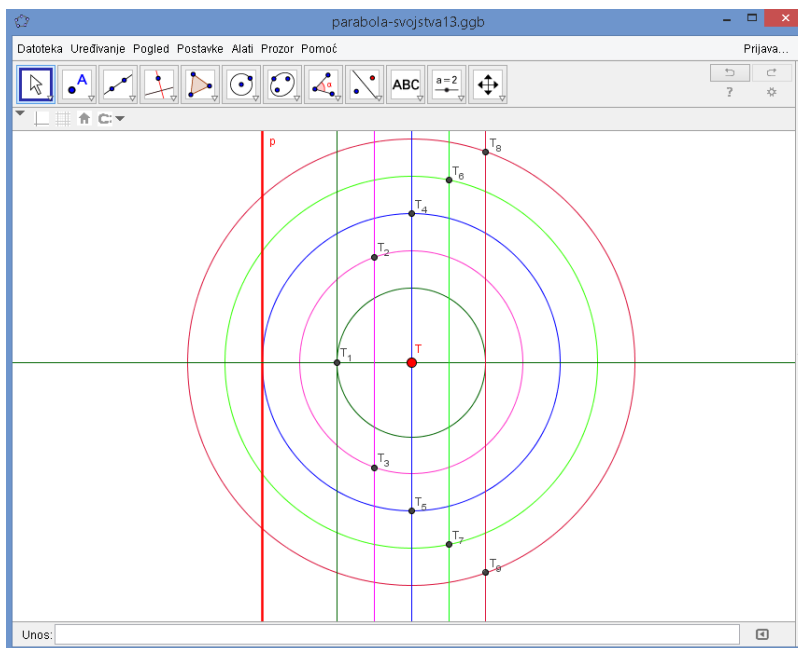 parabola-svojstva13.ggb
Datoteka Uređivanje Pogled Postavke Alati Prozor Pomoć Prijava...
A α ABC a=2 ?
p
T8
T6
T4
T2
T1 T
T3
T5
T7
T9
Unos: